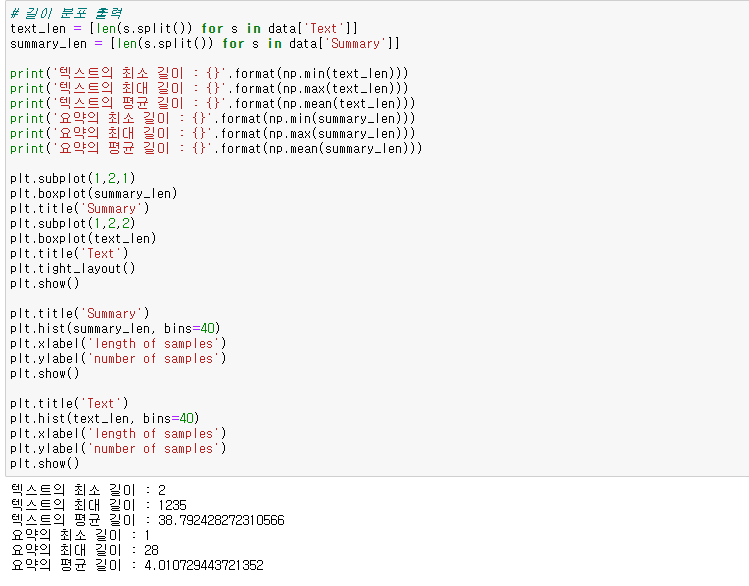 # 길이 분포 출력
text_len = [len(s.split()) for s in data['Text']]
summary_len = [len(s.split()) for s in data['Summary']]
print('텍스트의 최소 길이 : {}'.format(np.min(text_len)))
print('텍스트의 최대 길이 : {}'.format(np.max(text_len)))
print('텍스트의 평균 길이 : {}'.format(np.mean(text_len)))
print('요약의 최소 길이 : {}'.format(np.min(summary_len)))
print('요약의 최대 길이 : {}'.format(np.max(summary_len)))
print('요약의 평균 길이 : {}'.format(np.mean(summary_len)))
plt.subplot(1,2,1)
plt.boxplot(summary_len)
plt.title('Summary')
plt.subplot(1,2,2)
plt.boxplot(text_len)
plt.title('Text')
plt.tight_layout()
plt.show()
plt.title('Summary')
plt.hist(summary_len, bins=40)
plt.xlabel('length of samples')
plt.ylabel('number of samples')
plt.show()
plt.title('Text')
plt.hist(text_len, bins=40)
plt.xlabel('length of samples')
plt.ylabel('number of samples')
plt.show()
텍스트의 최소 길이 : 2
텍스트의 최대 길이 : 1235
텍스트의 평균 길이 : 38.792428272310566
요약의 최소 길이 : 1
요약의 최대 길이 : 28
요약의 평균 길이 : 4.010729443721352